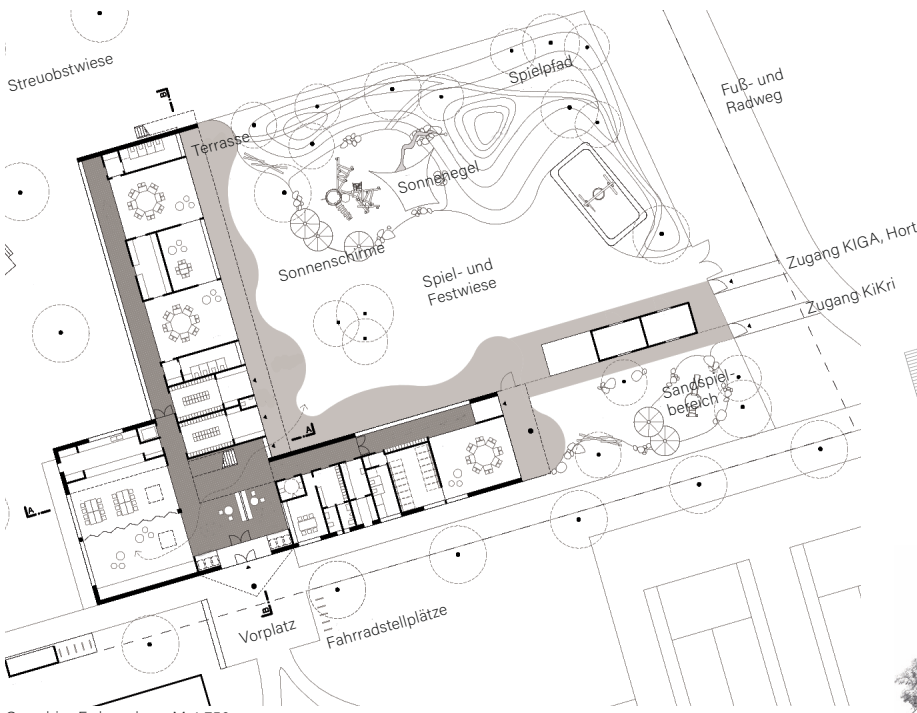 Streuobstwiese
Spielpfad
Fuß- und
Radweg
B
Terrasse
Sonnenegel
Sonnenschirme
Spiel- und
Festwiese
Zugang KIGA, Hort
Zugang KiKri
Sandspiel-
bereich
A
A
B
Vorplatz
Fahrradstellplätze